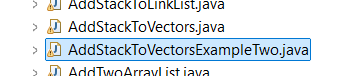 AddStackToLinkList.java
AddStackToVectors.java
AddStackToVectorsExampleTwo.java
AddTwoArrayList.java